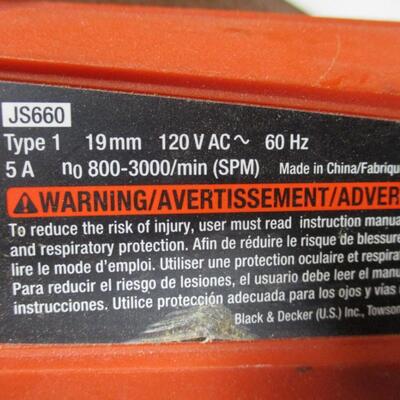 JS660
Type 1 19mm 120 V AC~ 60 Hz
5 A n0 800-3000/min (SPM) Made in China/Fabriqu
⚠WARNING/AVERTISSEMENT/ADVER
To reduce the risk of injury, user must read instruction manua
and respiratory protection. Afin de réduire le risque de blessure
lire le mode d'emploi. Utiliser une protection oculaire et respirat
Para reducir el riesgo de lesiones, el usuario debe leer el manu
instrucciones. Utilice protección adecuada para los ojos y vías
Black & Decker (U.S.) Inc., Towson